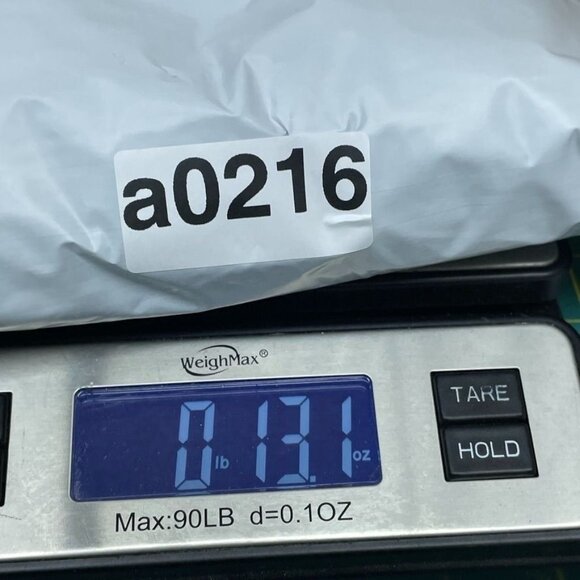 a0216
WeighMax®
0 lb 13.1 oz
TARE
HOLD
Max:90LB d=0.1OZ